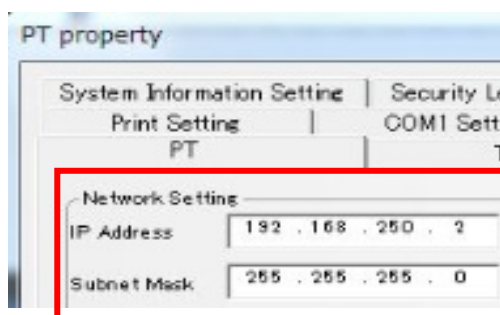 PT property
System Information Setting Security L
Print Setting COM1 Sett
PT T
Network Setting
IP Address 192 . 168 . 250 . 2
Subnet Mask 255 . 255 . 255 . 0